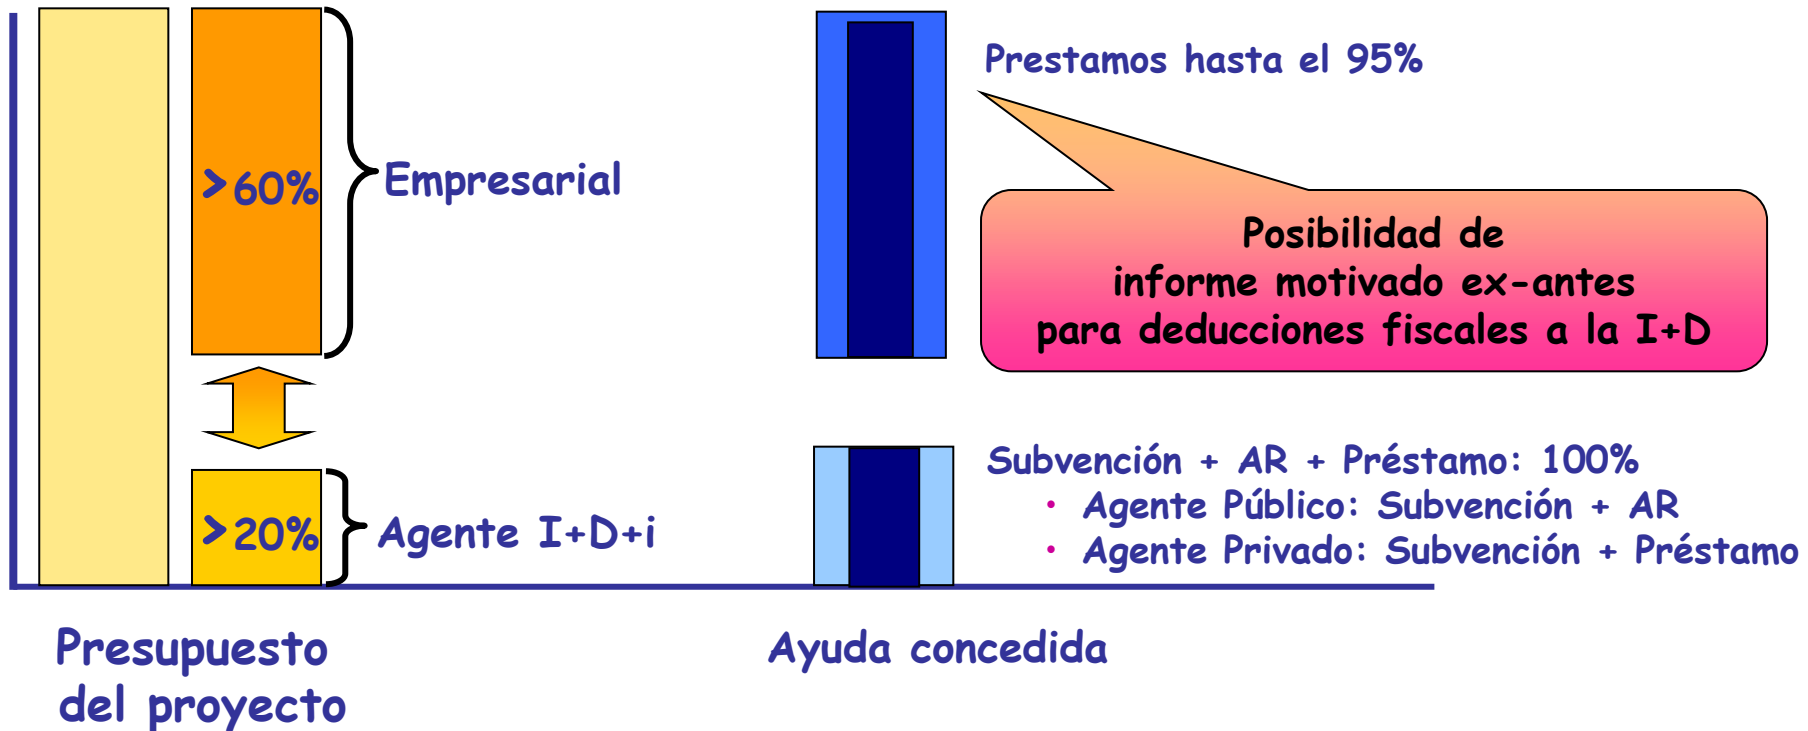 >60%
Empresarial
>20%
Agente I+D+i
Presupuesto
del proyecto
Prestamos hasta el 95%
Posibilidad de
informe motivado ex-antes
para deducciones fiscales a la I+D
Subvención + AR + Préstamo: 100%
• Agente Público: Subvención + AR
• Agente Privado: Subvención + Préstamo
Ayuda concedida